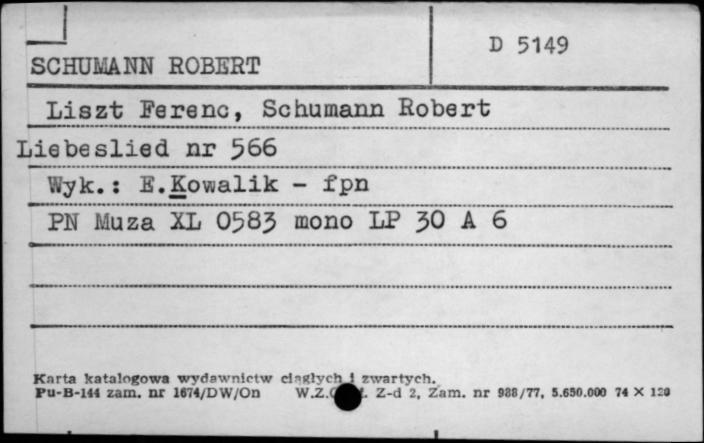 D 5149
SCHUMANN ROBERT
Liszt Ferenc, Schumann Robert
Liebeslied nr 566
Wyk.: E.Kowalik - fpn
PN Muza XL 0583 mono LP 30 A 6
Karta katalogowa wydawnictw ciągłych i zwartych.
Pu-B-144 zam. nr 1674/DW/On W.Z. Z-d 2, Zam. nr 988/77, 5.650.000 74 × 120